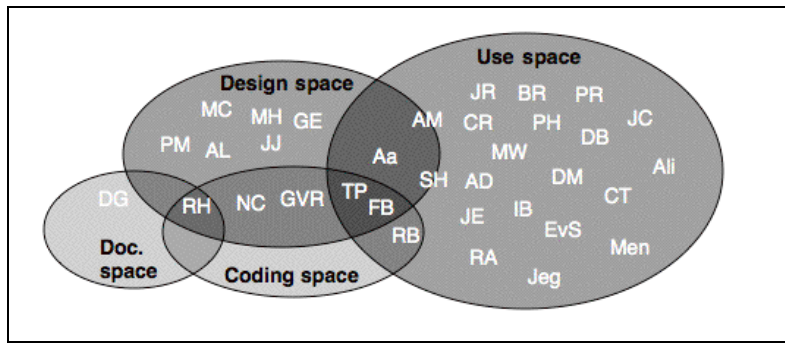 Use space
Design space
JR BR PR
MC MH GE AM CR PH DB JC
PM AL JJ Aa MW Ali
SH AD DM CT
DG RH NC GVR TP FB JE IB EvS
RB Men
Doc.
space
Coding space
RA Jeg